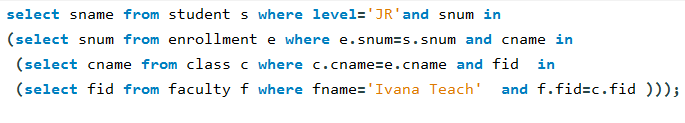 select sname from student s where level='JR'and snum in
(select snum from enrollment e where e.snum=s.snum and cname in
(select cname from class c where c.cname=e.cname and fid  in
(select fid from faculty f where fname='Ivana Teach'  and f.fid=c.fid )));